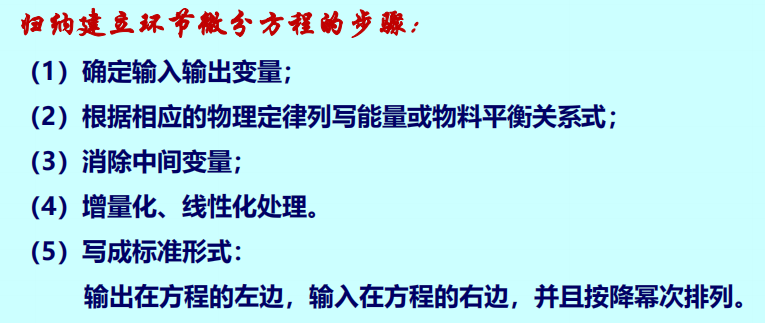 归纳建立环节微分方程的步骤：
（1）确定输入输出变量；
（2）根据相应的物理定律列写能量或物料平衡关系式；
（3）消除中间变量；
（4）增量化、线性化处理。
（5）写成标准形式：
输出在方程的左边，输入在方程的右边，并且按降幂次排列。